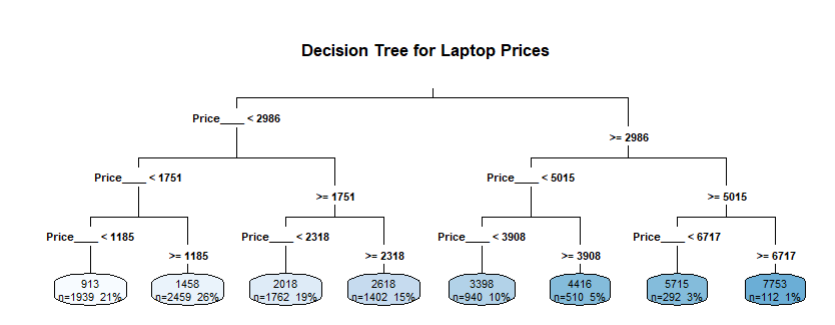 Decision Tree for Laptop Prices
Price____ < 2986
>= 2986
Price____ < 1751
>= 1751
Price____ < 5015
>= 5015
Price____ < 1185
>= 1185
Price____ < 2318
>= 2318
Price____ < 3908
>= 3908
Price____ < 6717
>= 6717
913
n=1939 21%
1458
n=2459 26%
2018
n=1762 19%
2618
n=1402 15%
3398
n=940 10%
4416
n=510 5%
5715
n=292 3%
7753
n=112 1%